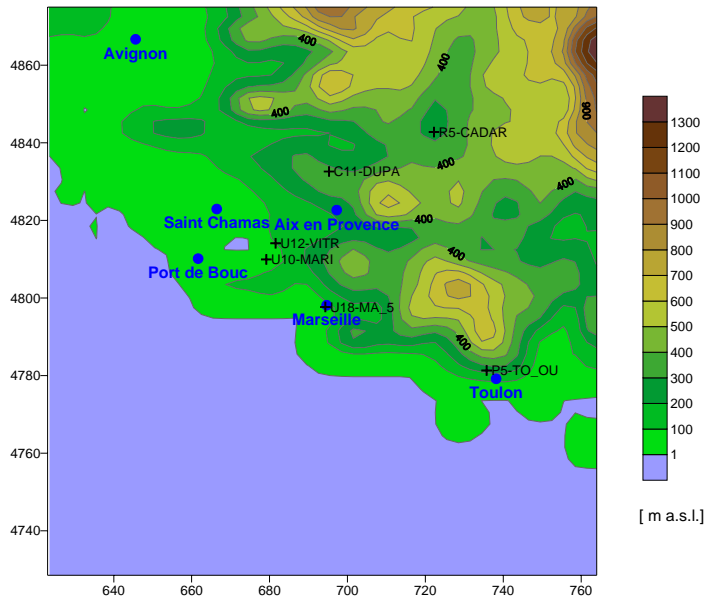 400
400
4860
Avignon
900
400
4840
R5-CADAR
400
C11-DUPA
400
4820
Saint Chamas
Aix en Provence
400
U12-VITR
400
U10-MARI
Port de Bouc
4800
U18-MA_5
Marseille
400
4780
P5-TO_OU
Toulon
4760
4740
640 660 680 700 720 740 760
1300
1200
1000
900
800
700
600
500
400
300
200
100
1
[ m a.s.l.]